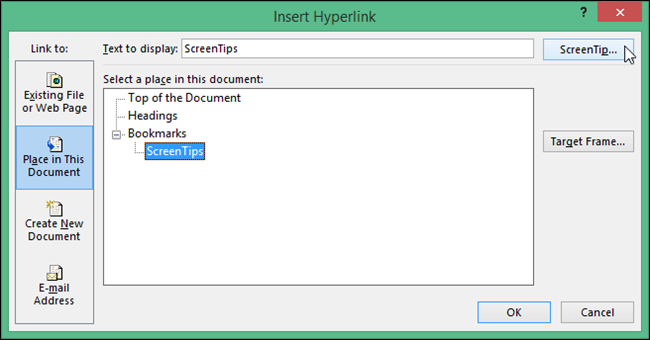 Insert Hyperlink
?
Link to:
Text to display: ScreenTips
ScreenTip...
Select a place in this document:
Existing File
or Web Page
Place in This
Document
Create New
Document
E-mail
Address
Top of the Document
Headings
Bookmarks
ScreenTips
Target Frame...
OK
Cancel